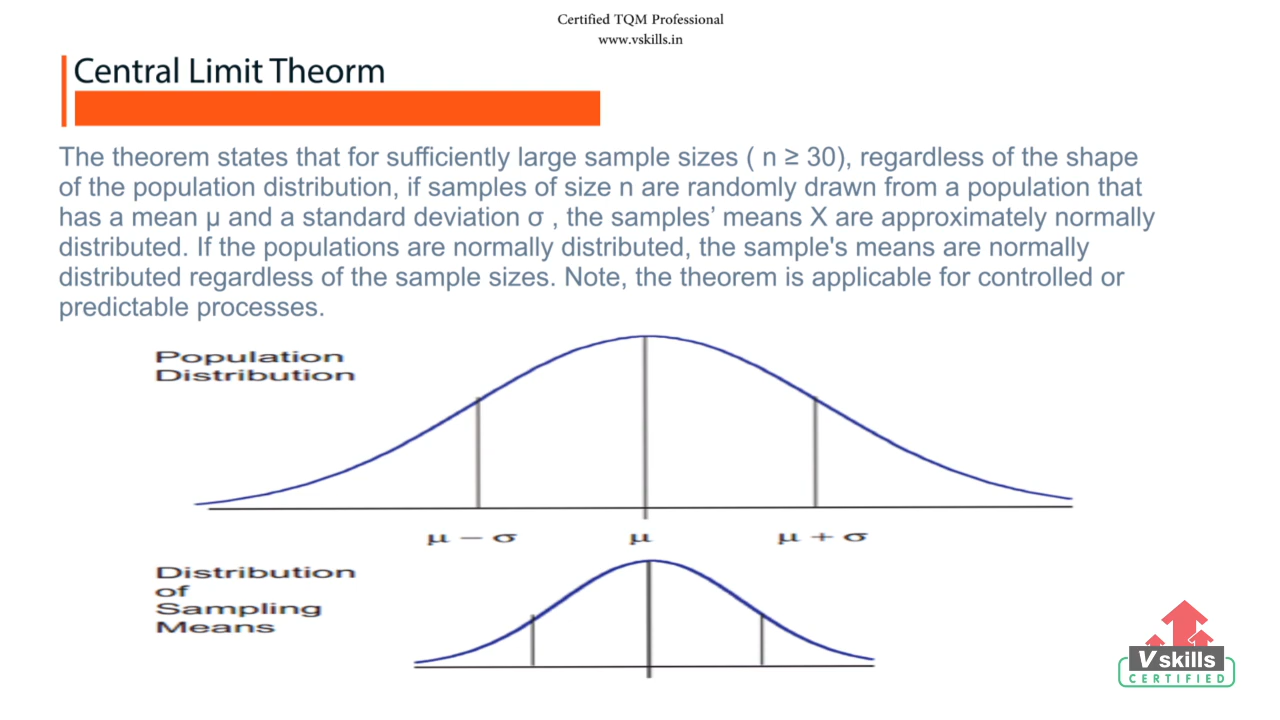 Certified TQM Professional
www.vskills.in
Central Limit Theorm
The theorem states that for sufficiently large sample sizes ( n ≥ 30), regardless of the shape
of the population distribution, if samples of size n are randomly drawn from a population that
has a mean μ and a standard deviation σ , the samples’ means X are approximately normally
distributed. If the populations are normally distributed, the sample's means are normally
distributed regardless of the sample sizes. Note, the theorem is applicable for controlled or
predictable processes.
Population
Distribution
μ − σ
μ
μ + σ
Distribution
of
Sampling
Means
Vskills
CERTIFIED